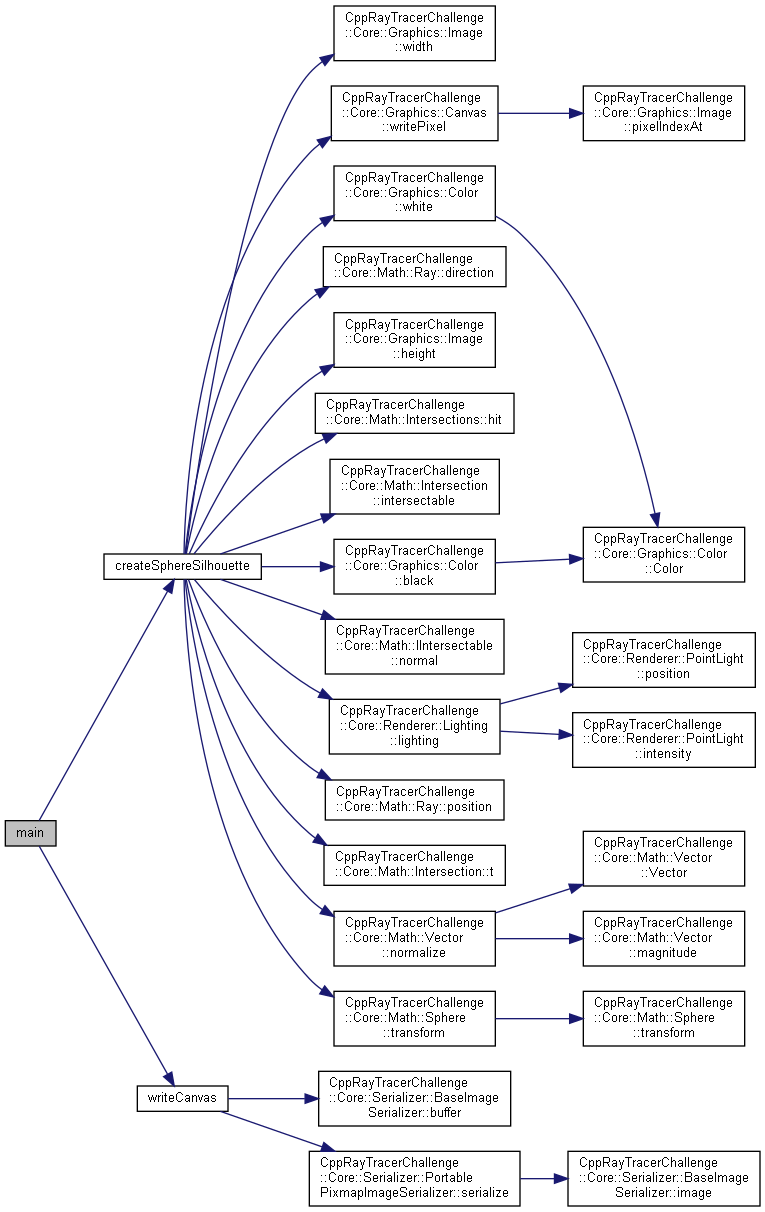 CppRayTracerChallenge
::Core::Graphics::Image
::width
CppRayTracerChallenge
::Core::Graphics::Canvas
::writePixel
CppRayTracerChallenge
::Core::Graphics::Image
::pixelIndexAt
CppRayTracerChallenge
::Core::Graphics::Color
::white
CppRayTracerChallenge
::Core::Math::Ray::direction
CppRayTracerChallenge
::Core::Graphics::Image
::height
CppRayTracerChallenge
::Core::Math::Intersections::hit
CppRayTracerChallenge
::Core::Math::Intersection
::intersectable
createSphereSilhouette
CppRayTracerChallenge
::Core::Graphics::Color
::black
CppRayTracerChallenge
::Core::Graphics::Color
::Color
CppRayTracerChallenge
::Core::Math::IIntersectable
::normal
CppRayTracerChallenge
::Core::Renderer::PointLight
::position
CppRayTracerChallenge
::Core::Renderer::Lighting
::lighting
CppRayTracerChallenge
::Core::Renderer::PointLight
::intensity
CppRayTracerChallenge
::Core::Math::Ray::position
main
CppRayTracerChallenge
::Core::Math::Intersection::t
CppRayTracerChallenge
::Core::Math::Vector
::Vector
CppRayTracerChallenge
::Core::Math::Vector
::normalize
CppRayTracerChallenge
::Core::Math::Vector
::magnitude
CppRayTracerChallenge
::Core::Math::Sphere
::transform
CppRayTracerChallenge
::Core::Math::Sphere
::transform
writeCanvas
CppRayTracerChallenge
::Core::Serializer::BaseImage
Serializer::buffer
CppRayTracerChallenge
::Core::Serializer::Portable
PixmapImageSerializer::serialize
CppRayTracerChallenge
::Core::Serializer::BaseImage
Serializer::image